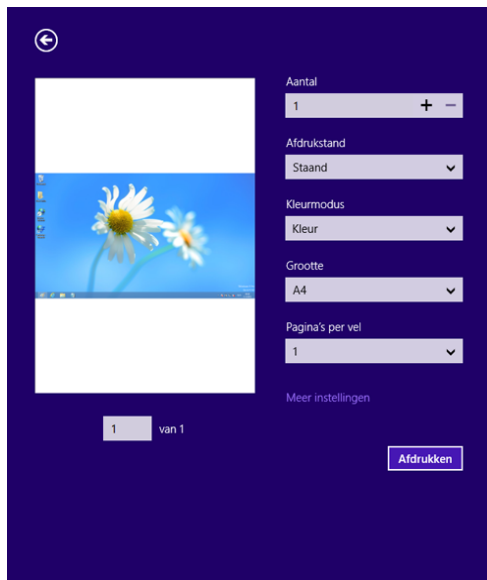 Aantal
1
Afdrukstand
Staand
Kleurmodus
Kleur
Grootte
A4
Pagina's per vel
1
Meer instellingen
1 van 1
Afdrukken